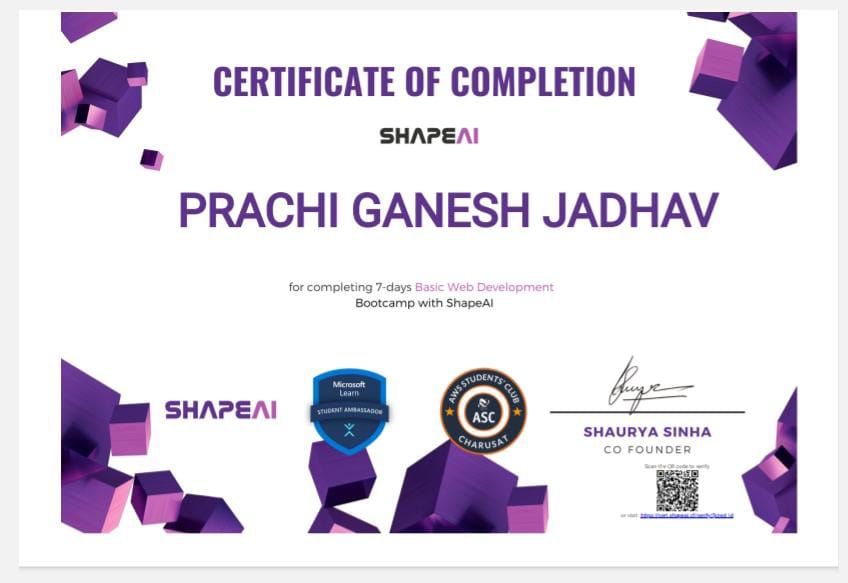 CERTIFICATE OF COMPLETION
SHAPEAI
PRACHI GANESH JADHAV
for completing 7-days Basic Web Development
Bootcamp with ShapeAI
SHAPEAI
Microsoft
Learn
STUDENT AMBASSADOR
AWS STUDENTS' CLUB
ASC
CHARUSAT
SHAURYA SINHA
CO FOUNDER
Scan the QR code to verify
or visit: